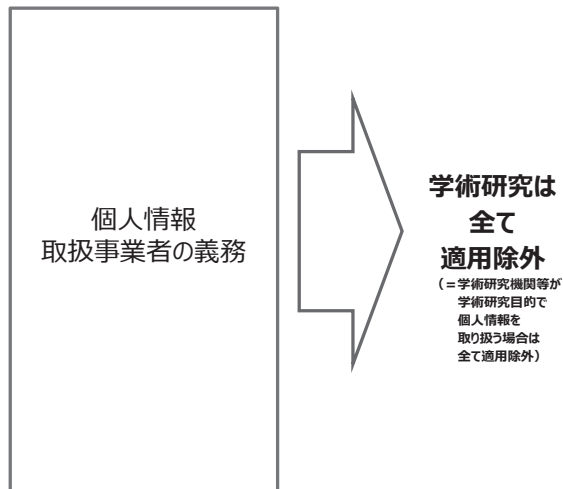 個人情報
取扱事業者の義務
学術研究は
全て
適用除外
(=学術研究機関等が
学術研究目的で
個人情報を
取り扱う場合は
全て適用除外)